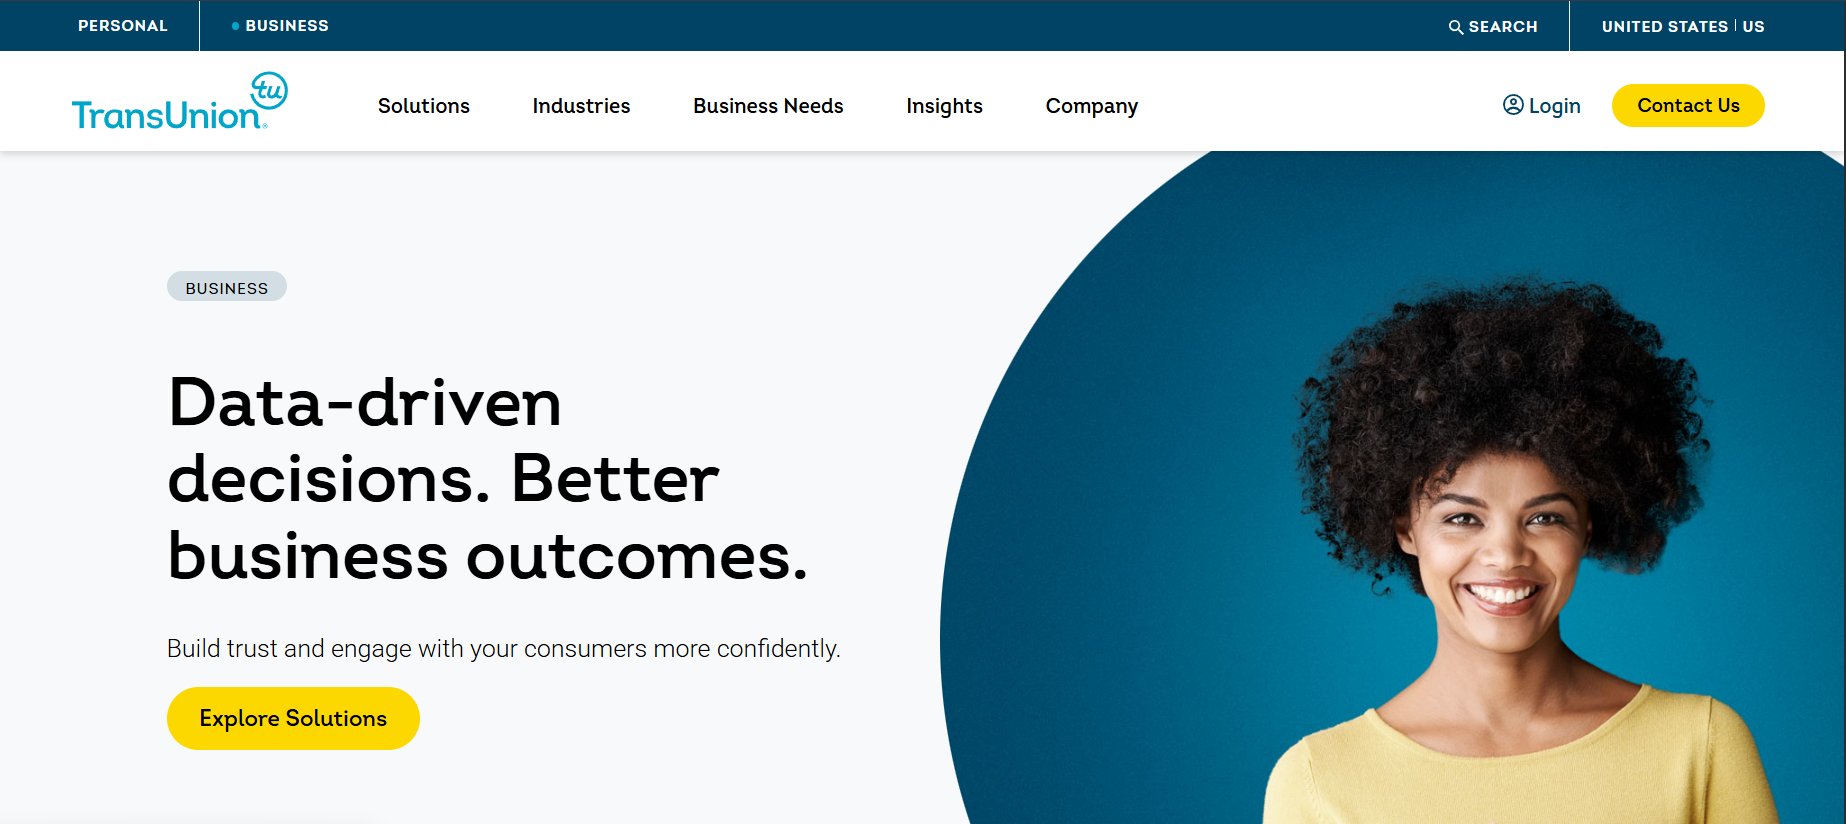 PERSONAL
BUSINESS
SEARCH
UNITED STATES | US
tu
TransUnion®
Solutions
Industries
Business Needs
Insights
Company
Login
Contact Us
BUSINESS
Data-driven
decisions. Better
business outcomes.
Build trust and engage with your consumers more confidently.
Explore Solutions